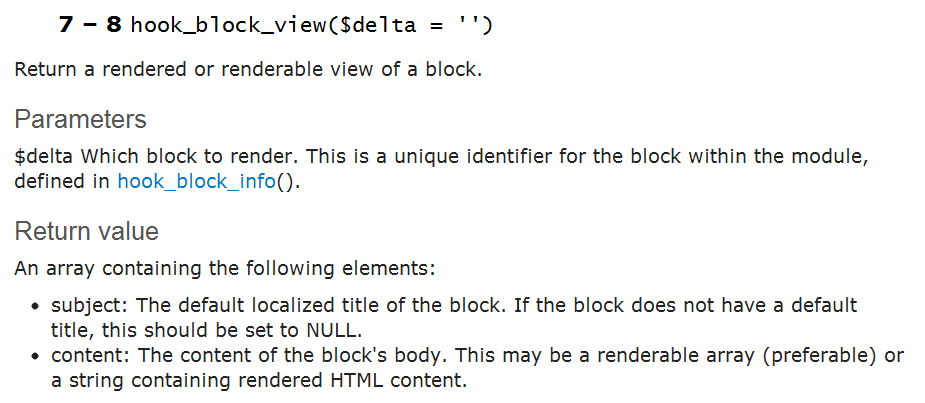 7 – 8 hook_block_view($delta = '')
Return a rendered or renderable view of a block.
Parameters
$delta Which block to render. This is a unique identifier for the block within the module,
defined in hook_block_info().
Return value
An array containing the following elements:
• subject: The default localized title of the block. If the block does not have a default
title, this should be set to NULL.
• content: The content of the block's body. This may be a renderable array (preferable) or
a string containing rendered HTML content.